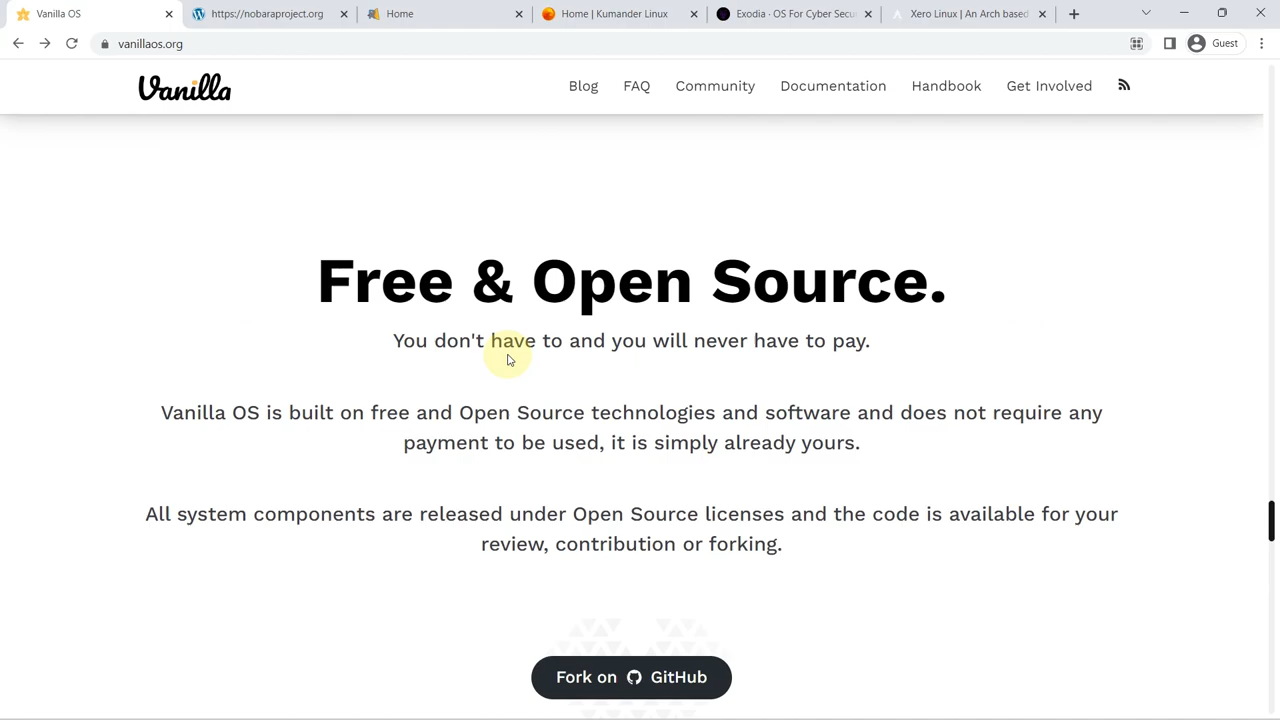 Vanilla OS
https://nobaraproject.org
Home
Home | Kumander Linux
Exodia · OS For Cyber Secu
Xero Linux | An Arch based
vanillaos.org
Guest
Vanilla
Blog
FAQ
Community
Documentation
Handbook
Get Involved
Free & Open Source.
You don't have to and you will never have to pay.
Vanilla OS is built on free and Open Source technologies and software and does not require any
payment to be used, it is simply already yours.
All system components are released under Open Source licenses and the code is available for your
review, contribution or forking.
Fork on GitHub